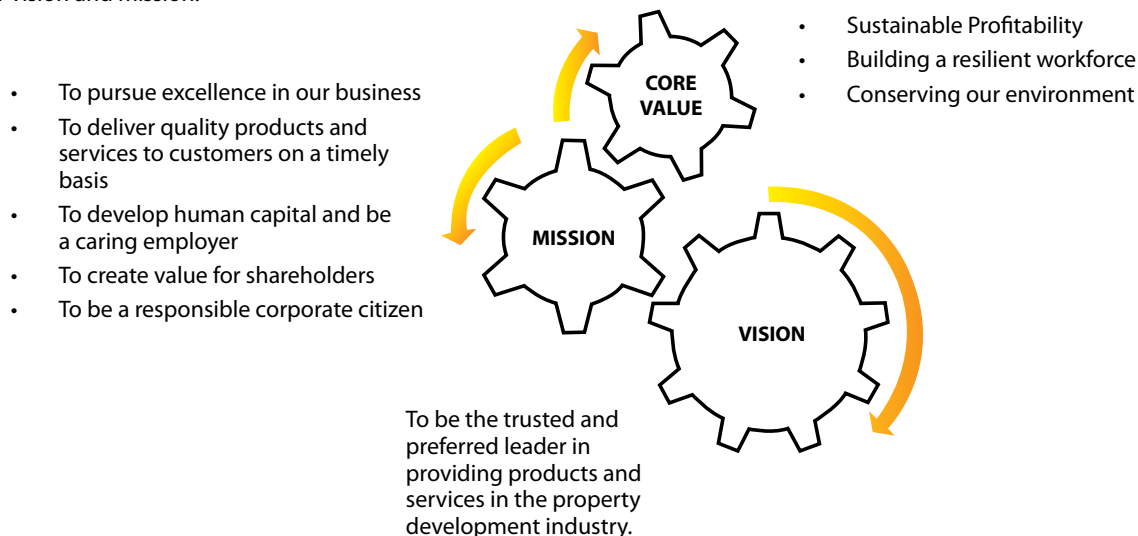 vision and mission.
• Sustainable Profitability
• Building a resilient workforce
• Conserving our environment
CORE
VALUE
• To pursue excellence in our business
• To deliver quality products and
services to customers on a timely
basis
• To develop human capital and be
a caring employer
• To create value for shareholders
• To be a responsible corporate citizen
MISSION
VISION
To be the trusted and
preferred leader in
providing products and
services in the property
development industry.